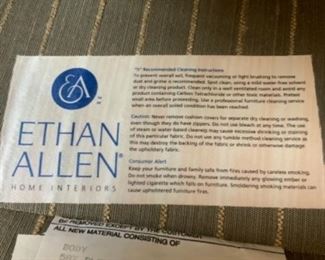 EA
™
ETHAN
ALLEN®
HOME INTERIORS
"S" Recommended Cleaning Instructions
To prevent overall soil, frequent vacuuming or light brushing to remove
dust and grime is recommended. Spot clean, using a mild water-free solvent
or dry cleaning product. Clean only in a well ventilated room and avoid any
product containing Carbon Tetrachloride or other toxic materials. Pretest
small area before proceeding. Use a professional furniture cleaning service
when an overall soiled condition has been reached.
Caution: Never remove cushion covers for separate dry cleaning or washing,
even though they do have zippers. Do not use bleach at any time. The use
of steam or water-based cleaning may cause excessive shrinking or staining
of this particular fabric. Do not use any tumble method cleaning service as
this may destroy the backing of the fabric or shrink or otherwise damage
the upholstery fabric.
Consumer Alert
Keep your furniture and family safe from fires caused by careless smoking.
Do not smoke when drowsy. Remove immediately any glowing ember or
lighted cigarette which falls on furniture. Smoldering smoking materials can
cause upholstered furniture fires.
BE REMOVED EXCEPT BY THE CONSUMER
ALL NEW MATERIAL CONSISTING OF
BODY